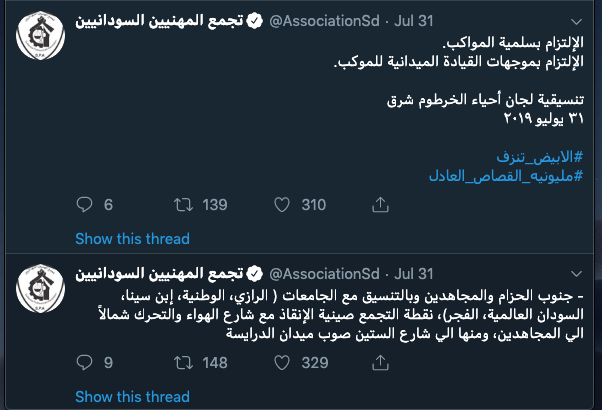 تجمع المهنيين السودانيين @AssociationSd · Jul 31
الإلتزام بسلمية المواكب.
الإلتزام بموجهات القيادة الميدانية للموكب.
تنسيقية لجان أحياء الخرطوم شرق
٣١ يوليو ٢٠١٩
#الابيض_تنزف
#مليونيه_القصاص_العادل
6 139 310
Show this thread
تجمع المهنيين السودانيين @AssociationSd · Jul 31
- جنوب الحزام والمجاهدين وبالتنسيق مع الجامعات ( الرازي، الوطنية، إبن سينا،
السودان العالمية، الفجر)، نقطة التجمع صينية الإنقاذ مع شارع الهواء والتحرك شمالاً
الي المجاهدين، ومنها الي شارع الستين صوب ميدان الدرايسة
9 148 329
Show this thread